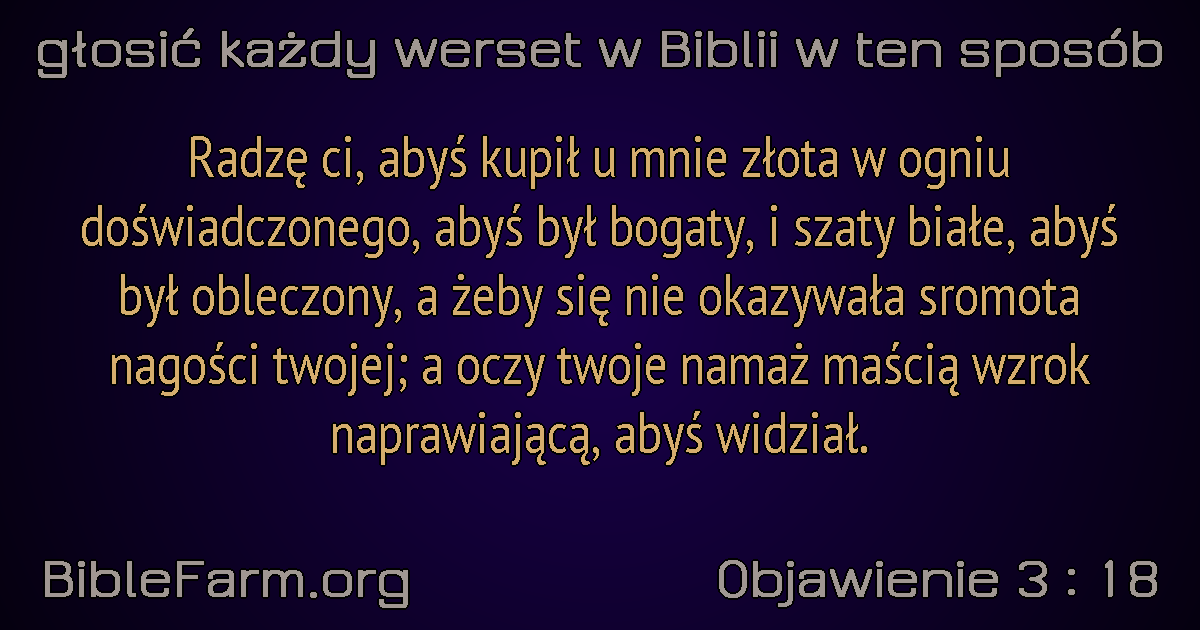 głosić każdy werset w Biblii w ten sposób
Radzę ci, abyś kupił u mnie złota w ogniu
doświadczonego, abyś był bogaty, i szaty białe, abyś
był obleczony, a żeby się nie okazywała sromota
nagości twojej; a oczy twoje namaż maścią wzrok
naprawiającą, abyś widział.
BibleFarm.org
Objawienie 3 : 18